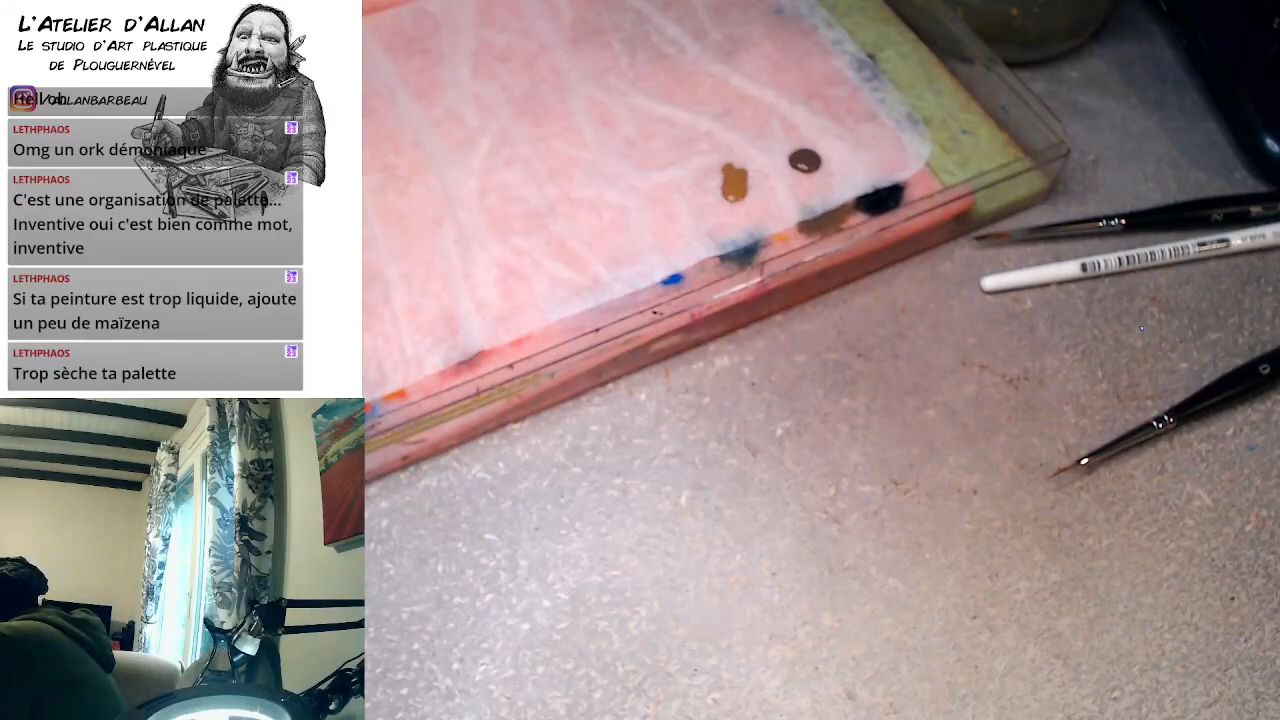 L'Atelier d'Allan
Le studio d'Art plastique
de Plouguernével
allanbarbeau
LETHPHAOS
Omg un ork démoniaque
LETHPHAOS
C'est une organisation de palette...
Inventive oui c'est bien comme mot,
inventive
LETHPHAOS
Si ta peinture est trop liquide, ajoute
un peu de maïzena
LETHPHAOS
Trop sèche ta palette